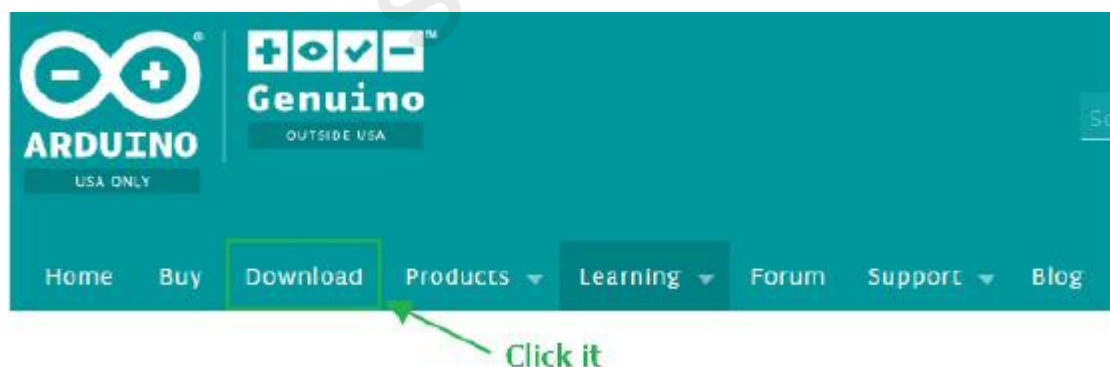 ARDUINO
USA ONLY
Genuino
OUTSIDE USA
Home Buy Download Products Learning Forum Support Blog
Click it